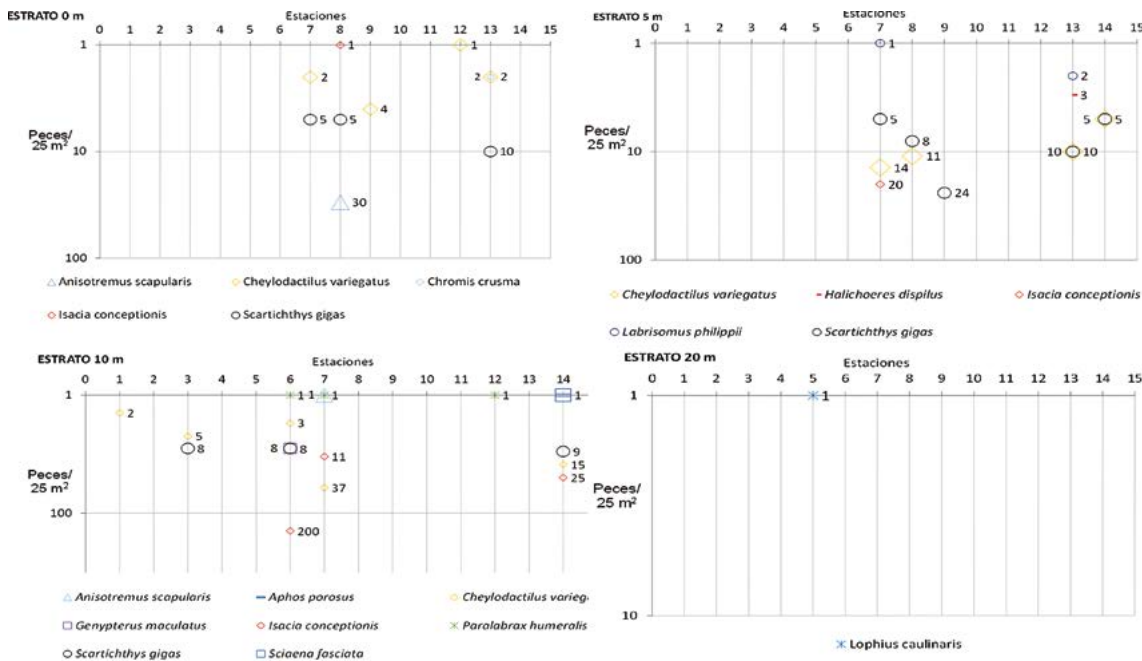 ESTRATO 0 m
Estaciones
0 1 2 3 4 5 6 7 8 9 10 11 12 13 14 15
1
1 1
2 2 2
5 5 4
Peces/
25 m²
10
10
30
100
Anisotremus scapularis Cheylodactilus variegatus Chromis crusma
Isacia conceptionis Scartichthys gigas
ESTRATO 5 m
Estaciones
0 1 2 3 4 5 6 7 8 9 10 11 12 13 14 15
1
1
2
3
5 5 5
8
Peces/
25 m²
10
11 10 10
14
20 24
100
Cheylodactilus variegatus Halichoeres dispilus Isacia conceptionis
Labrisomus philippii Scartichthys gigas
ESTRATO 10 m
Estaciones
0 1 2 3 4 5 6 7 8 9 10 11 12 13 14
1
1 1 1 1 1
2 3
5
8 8 8 9
11 15
Peces/
25 m²
37 25
100
200
Anisotremus scapularis Aphos porosus Cheylodactilus varieg
Genypterus maculatus Isacia conceptionis Paralabrax humeralis
Scartichthys gigas Sciaena fasciata
ESTRATO 20 m
Estaciones
0 1 2 3 4 5 6 7 8 9 10 11 12 13 14 15
1
1
Peces/
25 m²
10
Lophius caulinaris